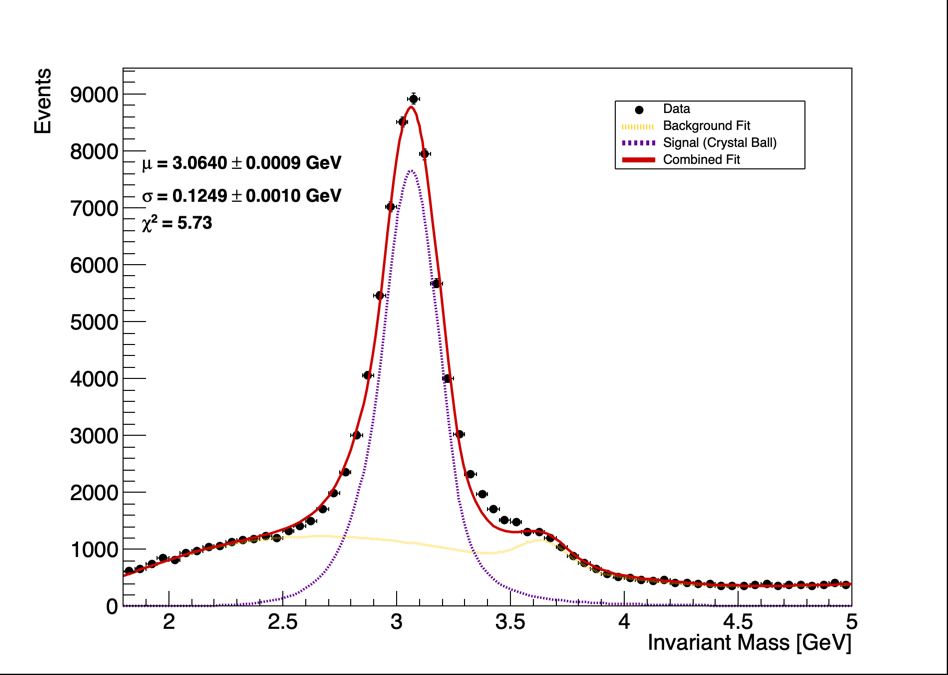 Events
9000
8000
7000
6000
5000
4000
3000
2000
1000
0
μ = 3.0640 ± 0.0009 GeV
σ = 0.1249 ± 0.0010 GeV
χ² = 5.73
Data
Background Fit
Signal (Crystal Ball)
Combined Fit
2 2.5 3 3.5 4 4.5 5
Invariant Mass [GeV]